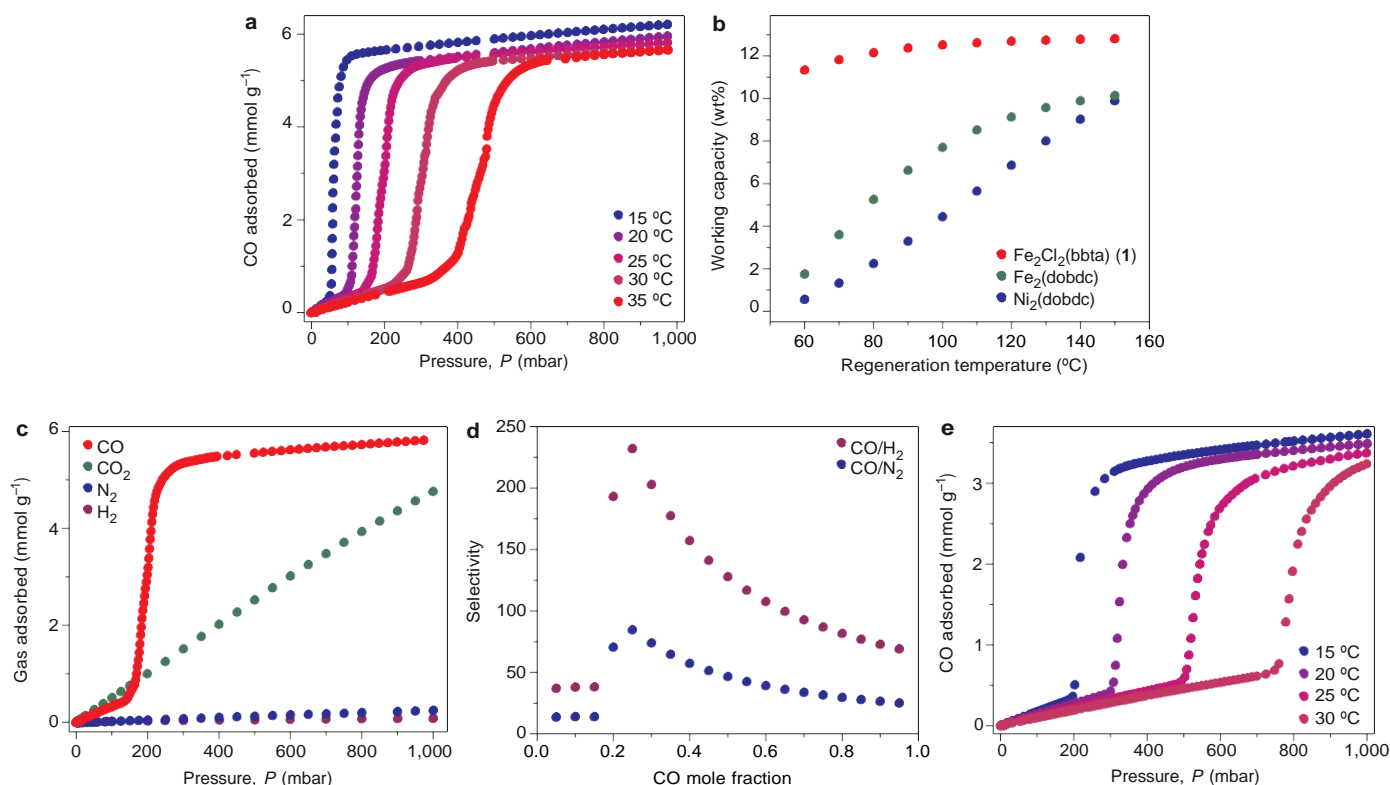 a
CO adsorbed (mmol g⁻¹)
6
4
2
0
0 200 400 600 800 1,000
Pressure, P (mbar)
15 ºC
20 ºC
25 ºC
30 ºC
35 ºC
b
Working capacity (wt%)
12
10
8
6
4
2
0
60 80 100 120 140 160
Regeneration temperature (ºC)
Fe₂Cl₂(bbta) (1)
Fe₂(dobdc)
Ni₂(dobdc)
c
Gas adsorbed (mmol g⁻¹)
6
4
2
0
0 200 400 600 800 1,000
Pressure, P (mbar)
CO
CO₂
N₂
H₂
d
Selectivity
250
200
150
100
50
0
0 0.2 0.4 0.6 0.8 1.0
CO mole fraction
CO/H₂
CO/N₂
e
CO adsorbed (mmol g⁻¹)
3
2
1
0
0 200 400 600 800 1,000
Pressure, P (mbar)
15 ºC
20 ºC
25 ºC
30 ºC